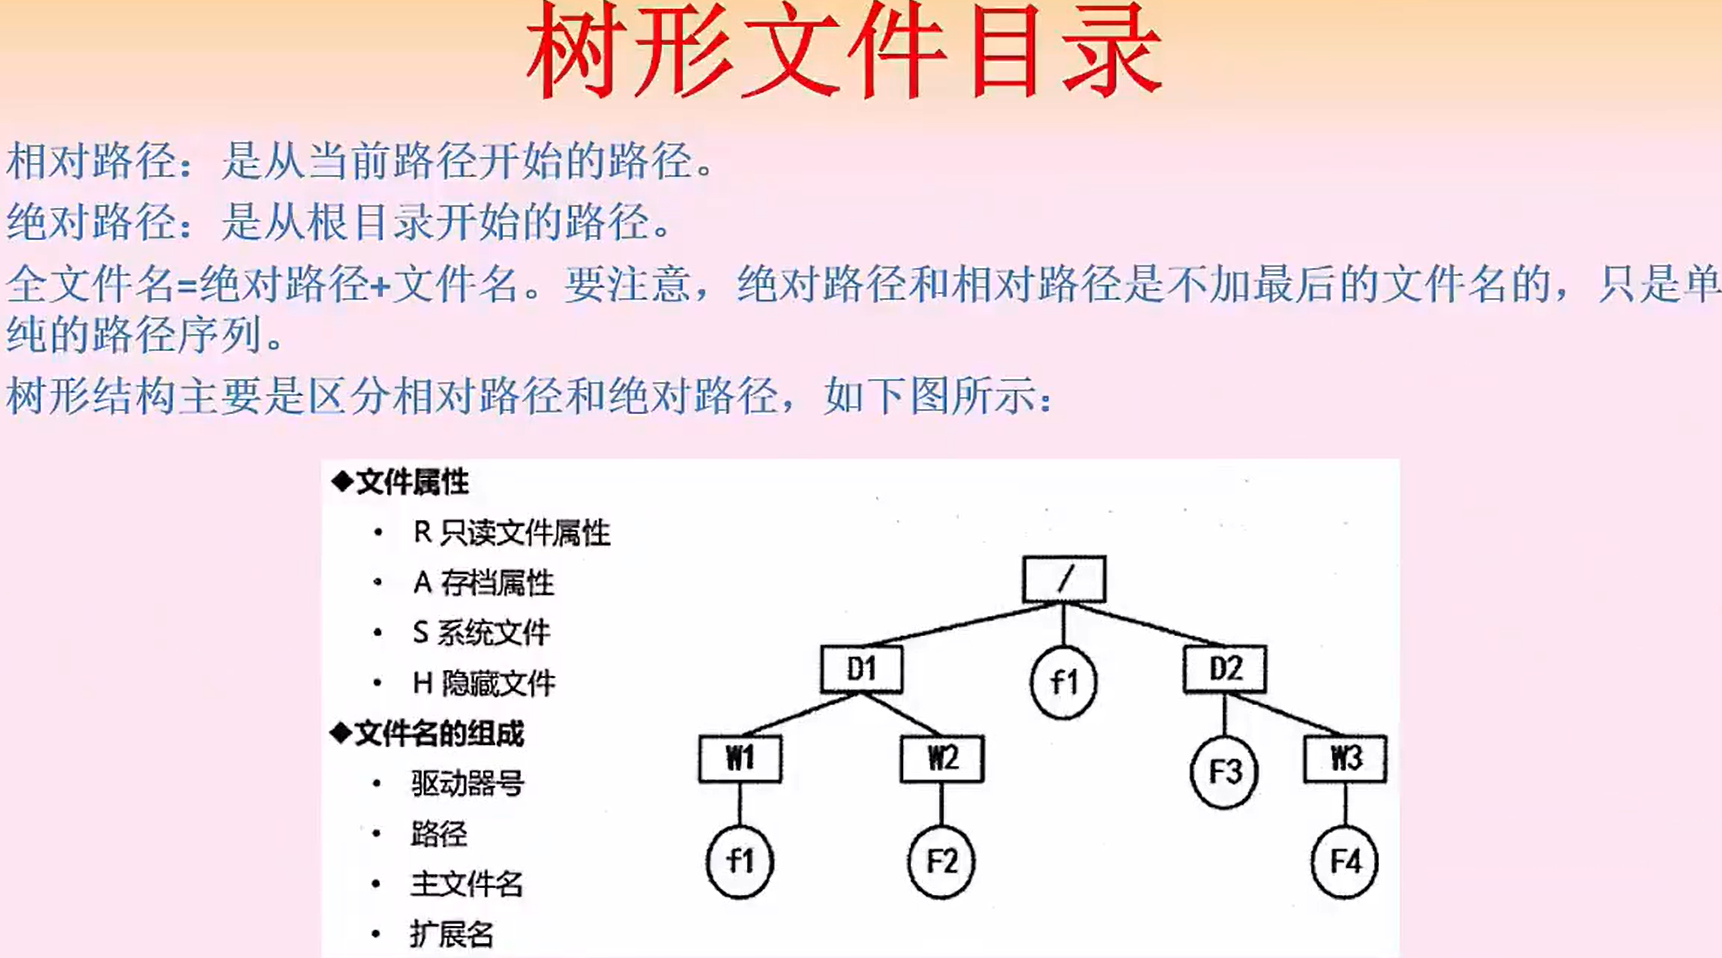 树形文件目录
相对路径：是从当前路径开始的路径。
绝对路径：是从根目录开始的路径。
全文件名=绝对路径+文件名。要注意，绝对路径和相对路径是不加最后的文件名的，只是单
纯的路径序列。
树形结构主要是区分相对路径和绝对路径，如下图所示：
◆文件属性
• R 只读文件属性
• A 存档属性
• S 系统文件
• H 隐藏文件
◆文件名的组成
• 驱动器号
• 路径
• 主文件名
• 扩展名
/
D1
f1
D2
W1
W2
F3
W3
f1
F2
F4